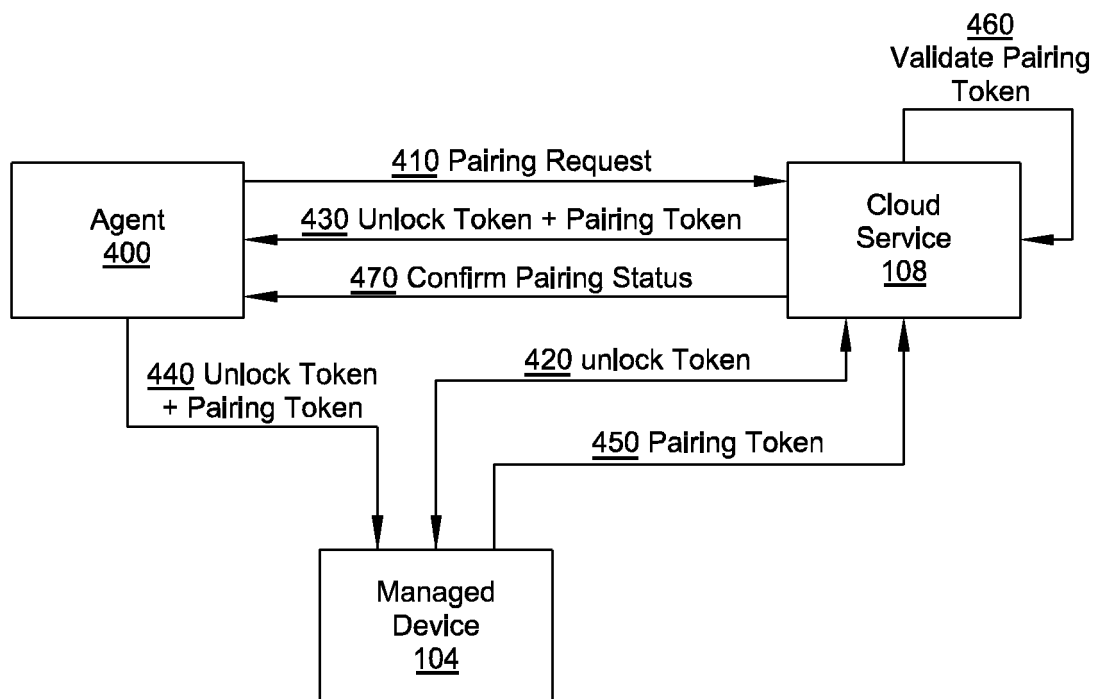 460
Validate Pairing
Token
410 Pairing Request
Agent
400
430 Unlock Token + Pairing Token
Cloud
Service
108
470 Confirm Pairing Status
440 Unlock Token
+ Pairing Token
420 unlock Token
450 Pairing Token
Managed
Device
104